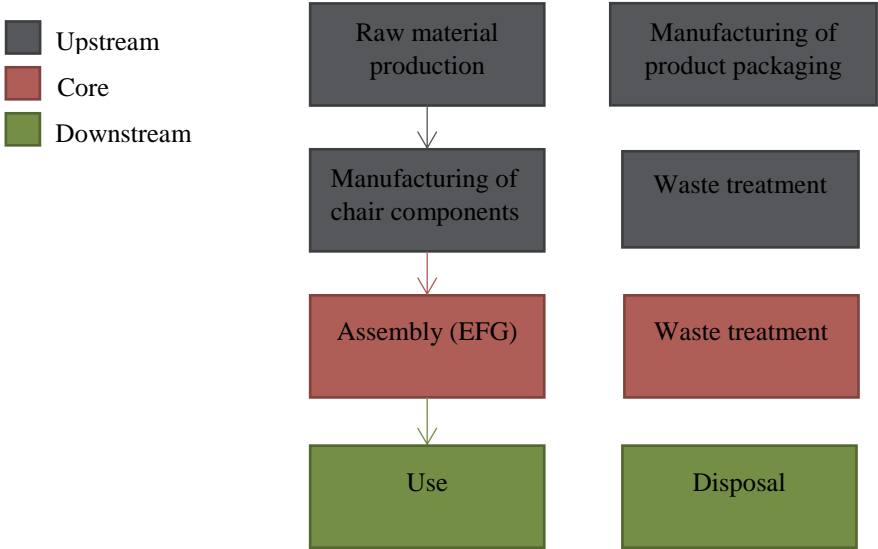 Upstream
Core
Downstream
Raw material
production
Manufacturing of
product packaging
Manufacturing of
chair components
Waste treatment
Assembly (EFG)
Waste treatment
Use
Disposal